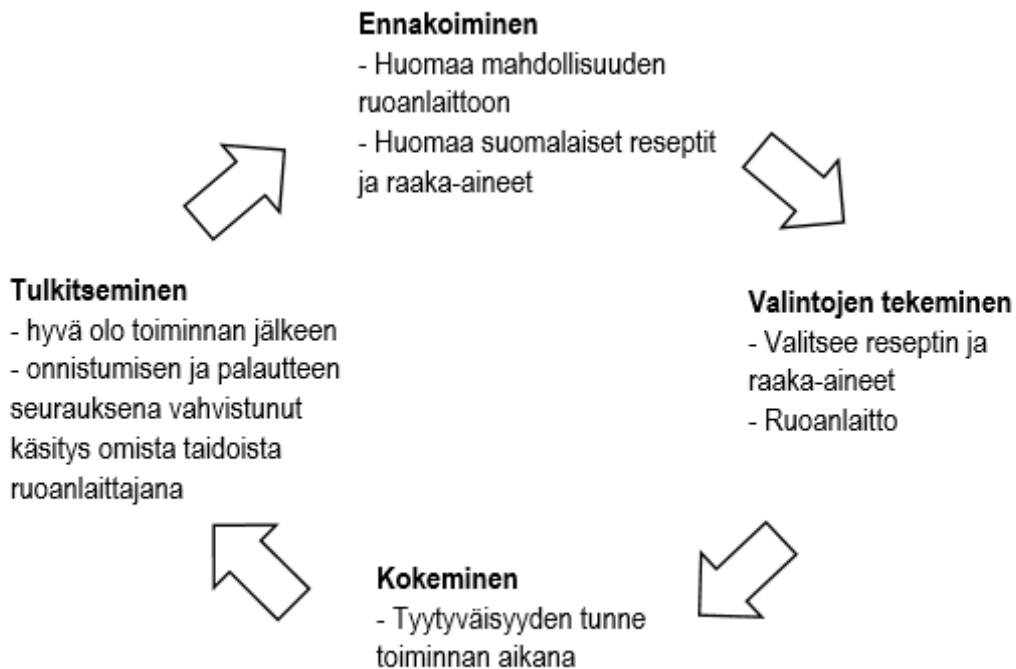 Ennakoiminen
- Huomaa mahdollisuuden
ruoanlaittoon
- Huomaa suomalaiset reseptit
ja raaka-aineet
Valintojen tekeminen
- Valitsee reseptin ja
raaka-aineet
- Ruoanlaitto
Kokeminen
- Tyytyväisyyden tunne
toiminnan aikana
Tulkitseminen
- hyvä olo toiminnan jälkeen
- onnistumisen ja palautteen
seurauksena vahvistunut
käsitys omista taidoista
ruoanlaittajana